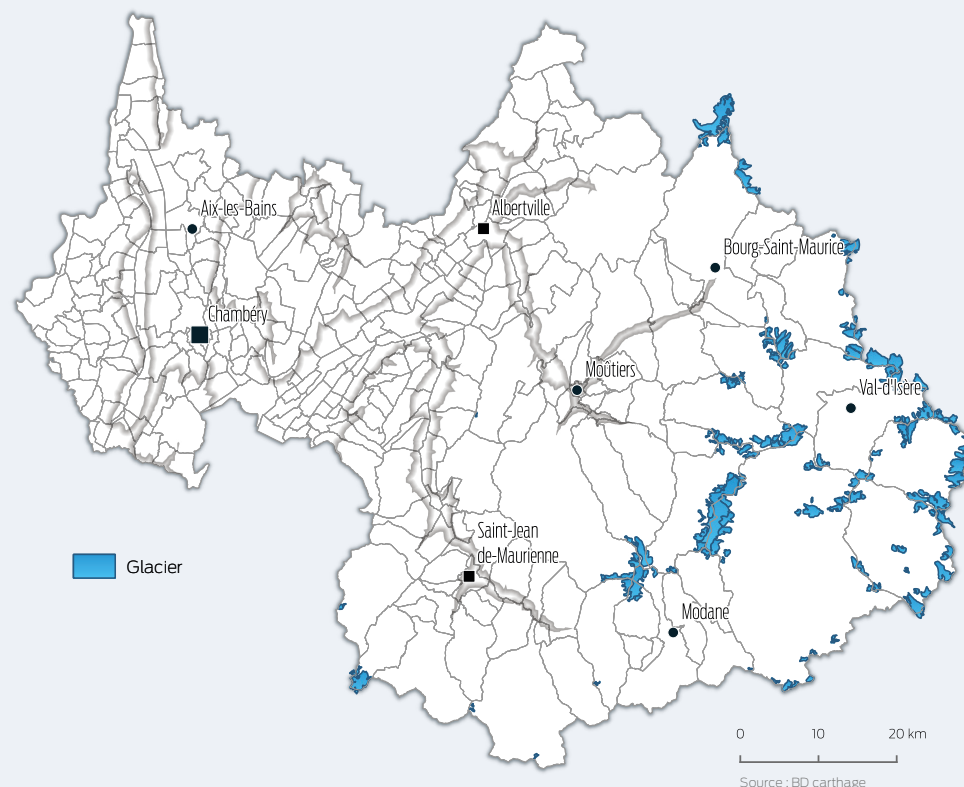 Aix-les-Bains
Albertville
Bourg-Saint-Maurice
Chambéry
Moûtiers
Val-d'Isère
Saint-Jean
de-Maurienne
Glacier
Modane
0 10 20 km
Source : BD carthage